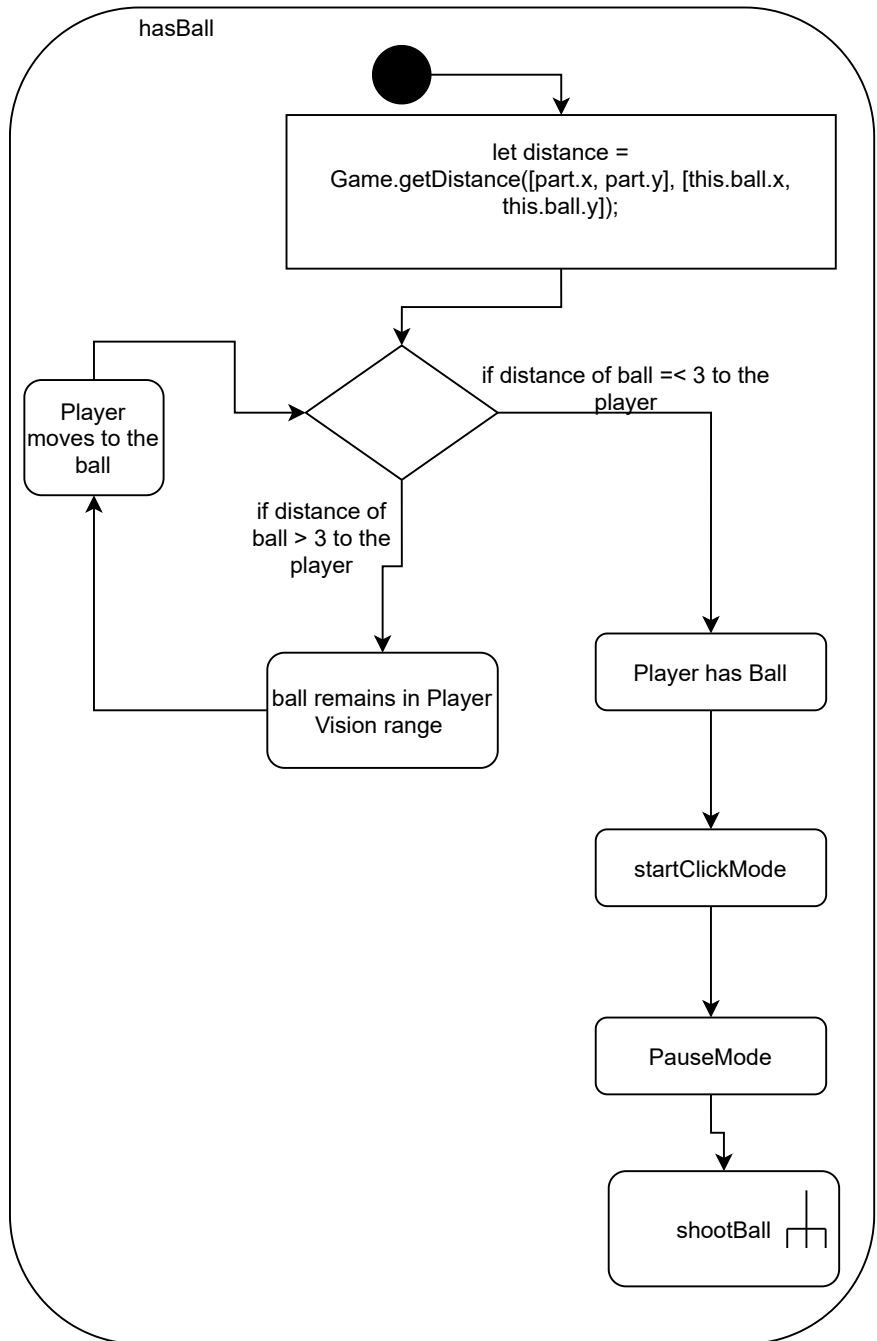 hasBall
let distance =
Game.getDistance([part.x, part.y], [this.ball.x,
this.ball.y]);
if distance of ball =< 3 to the
player
Player
moves to the
ball
if distance of
ball > 3 to the
player
ball remains in Player
Vision range
Player has Ball
startClickMode
PauseMode
shootBall